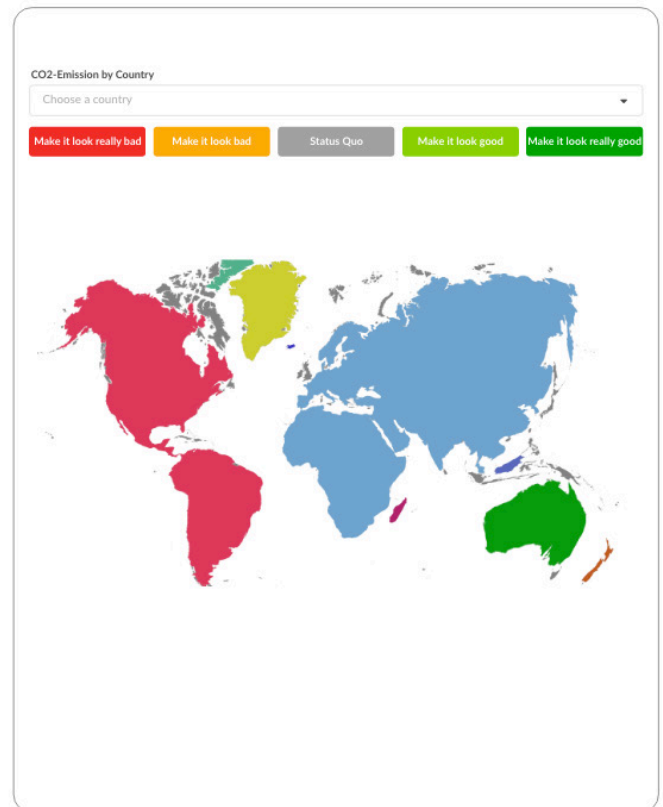 CO2-Emission by Country
Choose a country
Make it look really bad
Make it look bad
Status Quo
Make it look good
Make it look really good